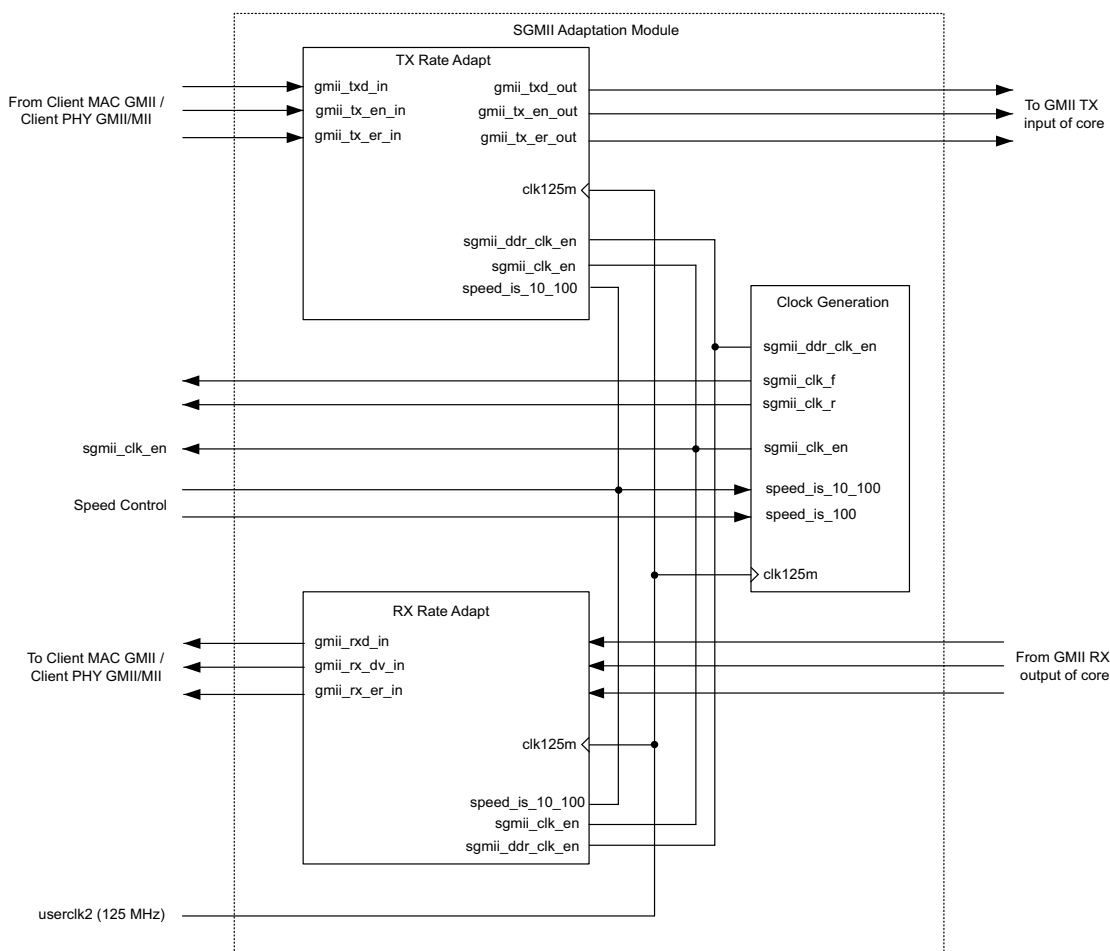 SGMII Adaptation Module
TX Rate Adapt
From Client MAC GMII /
Client PHY GMII/MII
gmii_txd_in
gmii_tx_en_in
gmii_tx_er_in
gmii_txd_out
gmii_tx_en_out
gmii_tx_er_out
To GMII TX
input of core
clk125m
sgmii_ddr_clk_en
sgmii_clk_en
speed_is_10_100
Clock Generation
sgmii_ddr_clk_en
sgmii_clk_f
sgmii_clk_r
sgmii_clk_en
speed_is_10_100
speed_is_100
clk125m
sgmii_clk_en
Speed Control
RX Rate Adapt
To Client MAC GMII /
Client PHY GMII/MII
gmii_rxd_in
gmii_rx_dv_in
gmii_rx_er_in
From GMII RX
output of core
clk125m
speed_is_10_100
sgmii_clk_en
sgmii_ddr_clk_en
userclk2 (125 MHz)